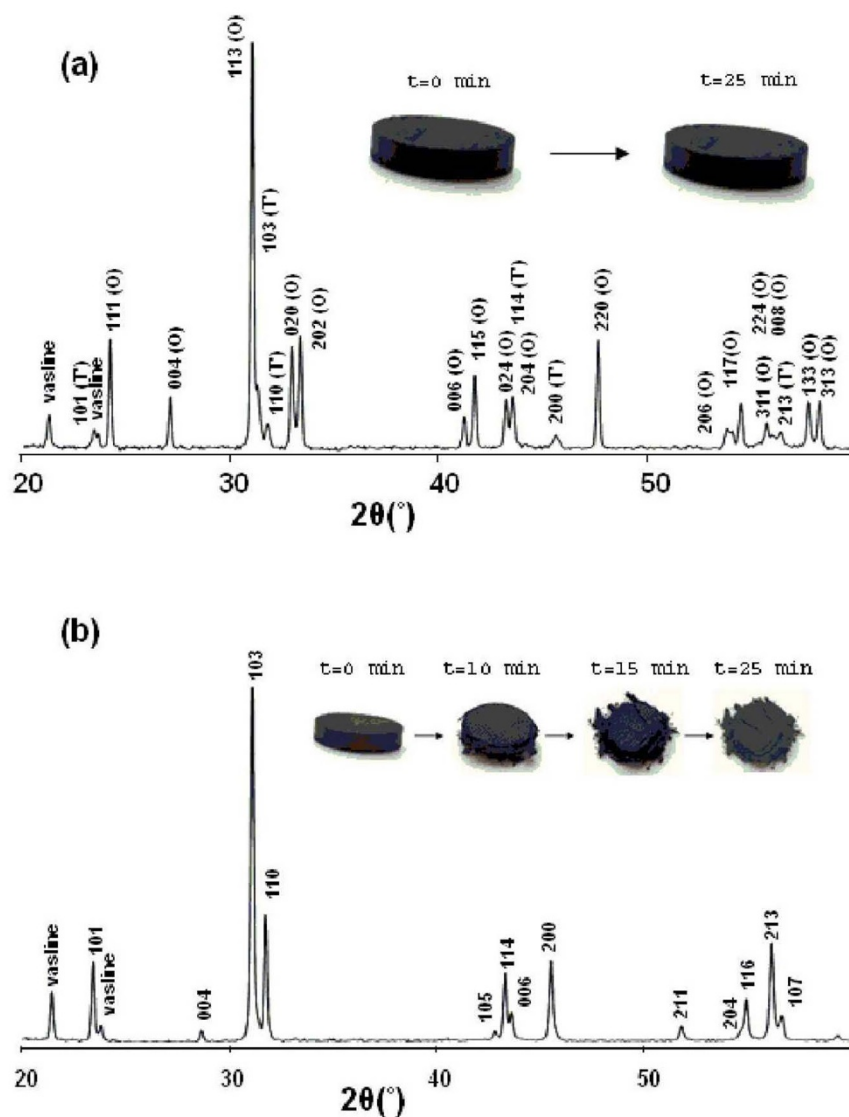 (a)
t=0 min
t=25 min
vasline
101 (T')
vasline
111 (O)
004 (O)
113 (O)
103 (T')
110 (T')
020 (O)
202 (O)
006 (O)
115 (O)
024 (O)
114 (T')
204 (O)
200 (T')
220 (O)
206 (O)
117(O)
224 (O)
008 (O)
311 (O)
213 (T')
133 (O)
313 (O)
20
30
40
50
2θ(°)
(b)
t=0 min
t=10 min
t=15 min
t=25 min
vasline
101
vasline
004
103
110
105
114
006
200
211
204
116
213
107
20
30
40
50
2θ(°)